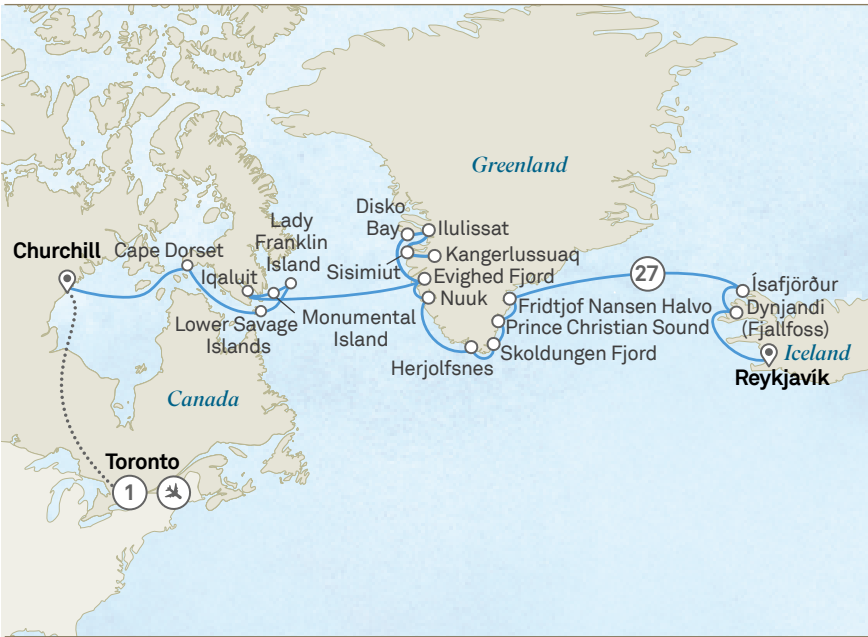 Greenland
Disko
Bay
Ilulissat
Lady
Franklin
Island
Churchill
Cape Dorset
Kangerlussuaq
Sisimiut
Iqaluit
Evighed Fjord
27
Ísafjörður
Nuuk
Fridtjof Nansen Halvo
Dynjandi
(Fjallfoss)
Lower Savage
Islands
Monumental
Island
Prince Christian Sound
Skoldungen Fjord
Iceland
Herjolfsnes
Reykjavík
Canada
Toronto
1